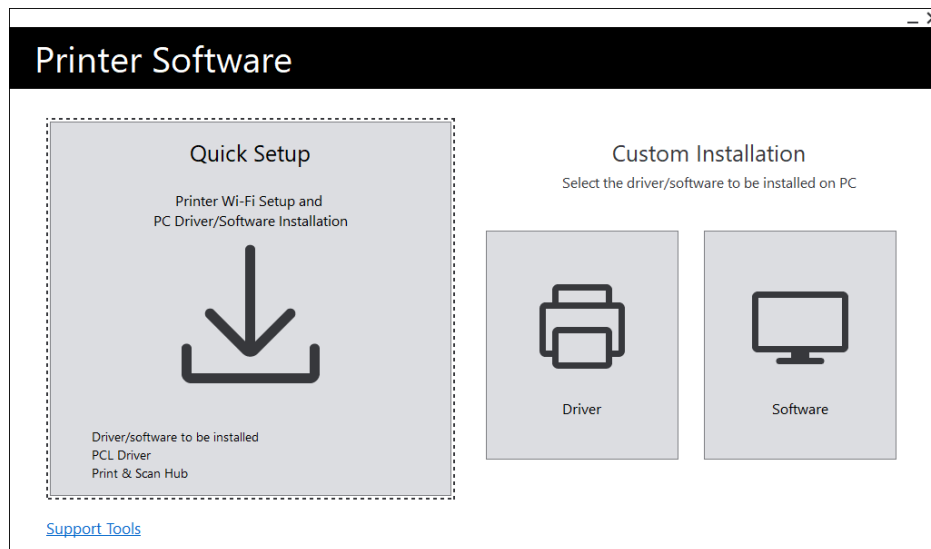 Printer Software
Quick Setup
Printer Wi-Fi Setup and
PC Driver/Software Installation
Driver/software to be installed
PCL Driver
Print & Scan Hub
Custom Installation
Select the driver/software to be installed on PC
Driver
Software
Support Tools